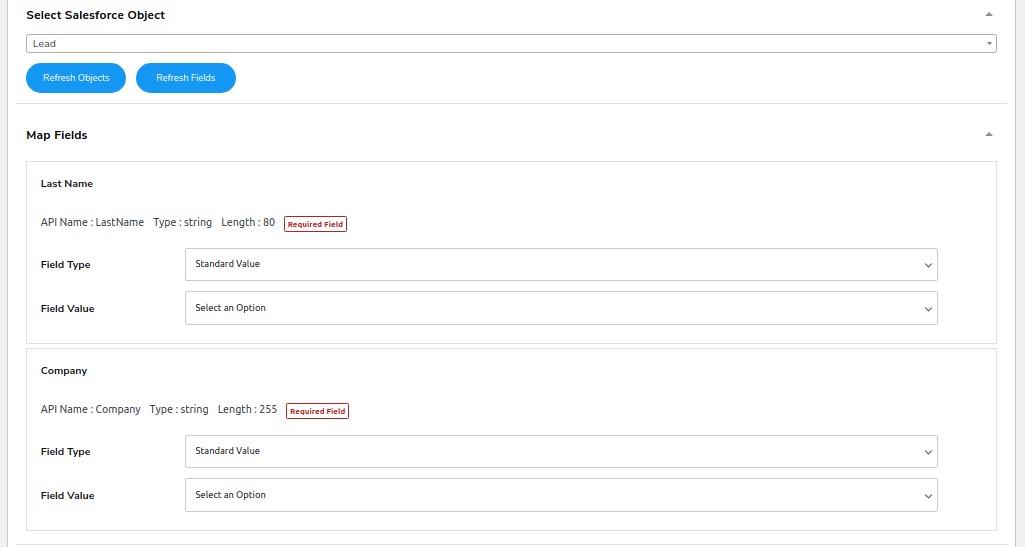 Select Salesforce Object
Lead
Refresh Objects Refresh Fields
Map Fields
Last Name
API Name : LastName Type : string Length : 80 Required Field
Field Type Standard Value
Field Value Select an Option
Company
API Name : Company Type : string Length : 255 Required Field
Field Type Standard Value
Field Value Select an Option